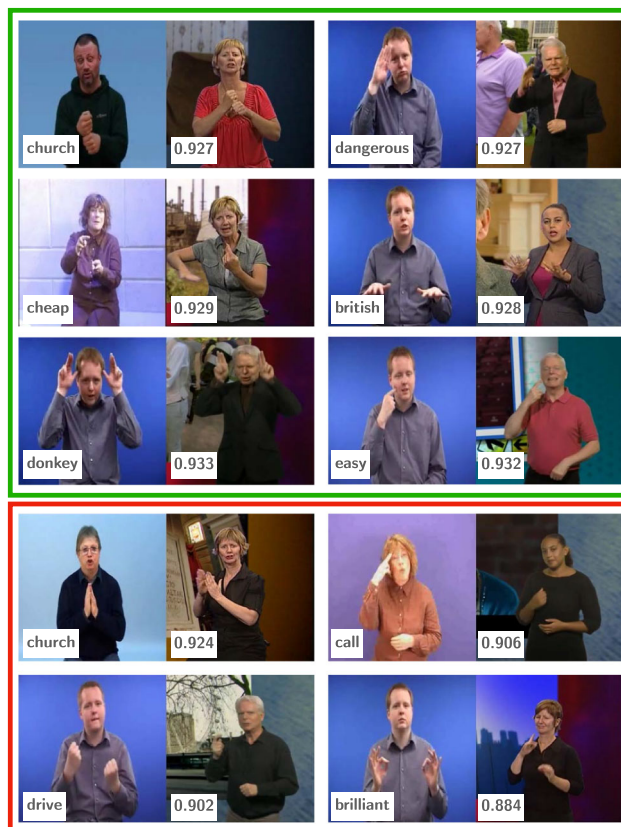 church 0.927 dangerous 0.927
cheap 0.929 british 0.928
donkey 0.933 easy 0.932
church 0.924 call 0.906
drive 0.902 brilliant 0.884